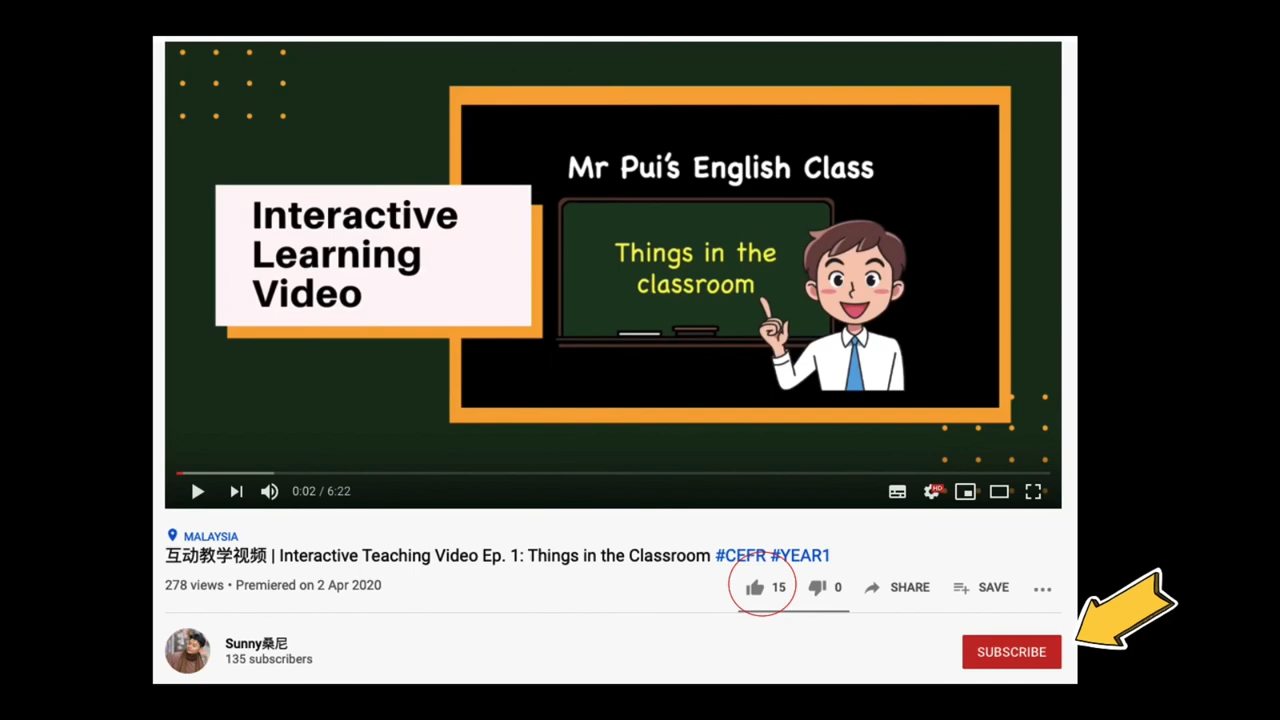 Mr Pui's English Class
Interactive
Learning
Video
Things in the
classroom
0:02 / 6:22
HD
MALAYSIA
互动教学视频 | Interactive Teaching Video Ep. 1: Things in the Classroom #CEFR #YEAR1
278 views • Premiered on 2 Apr 2020
15
0
SHARE
SAVE
Sunny桑尼
135 subscribers
SUBSCRIBE